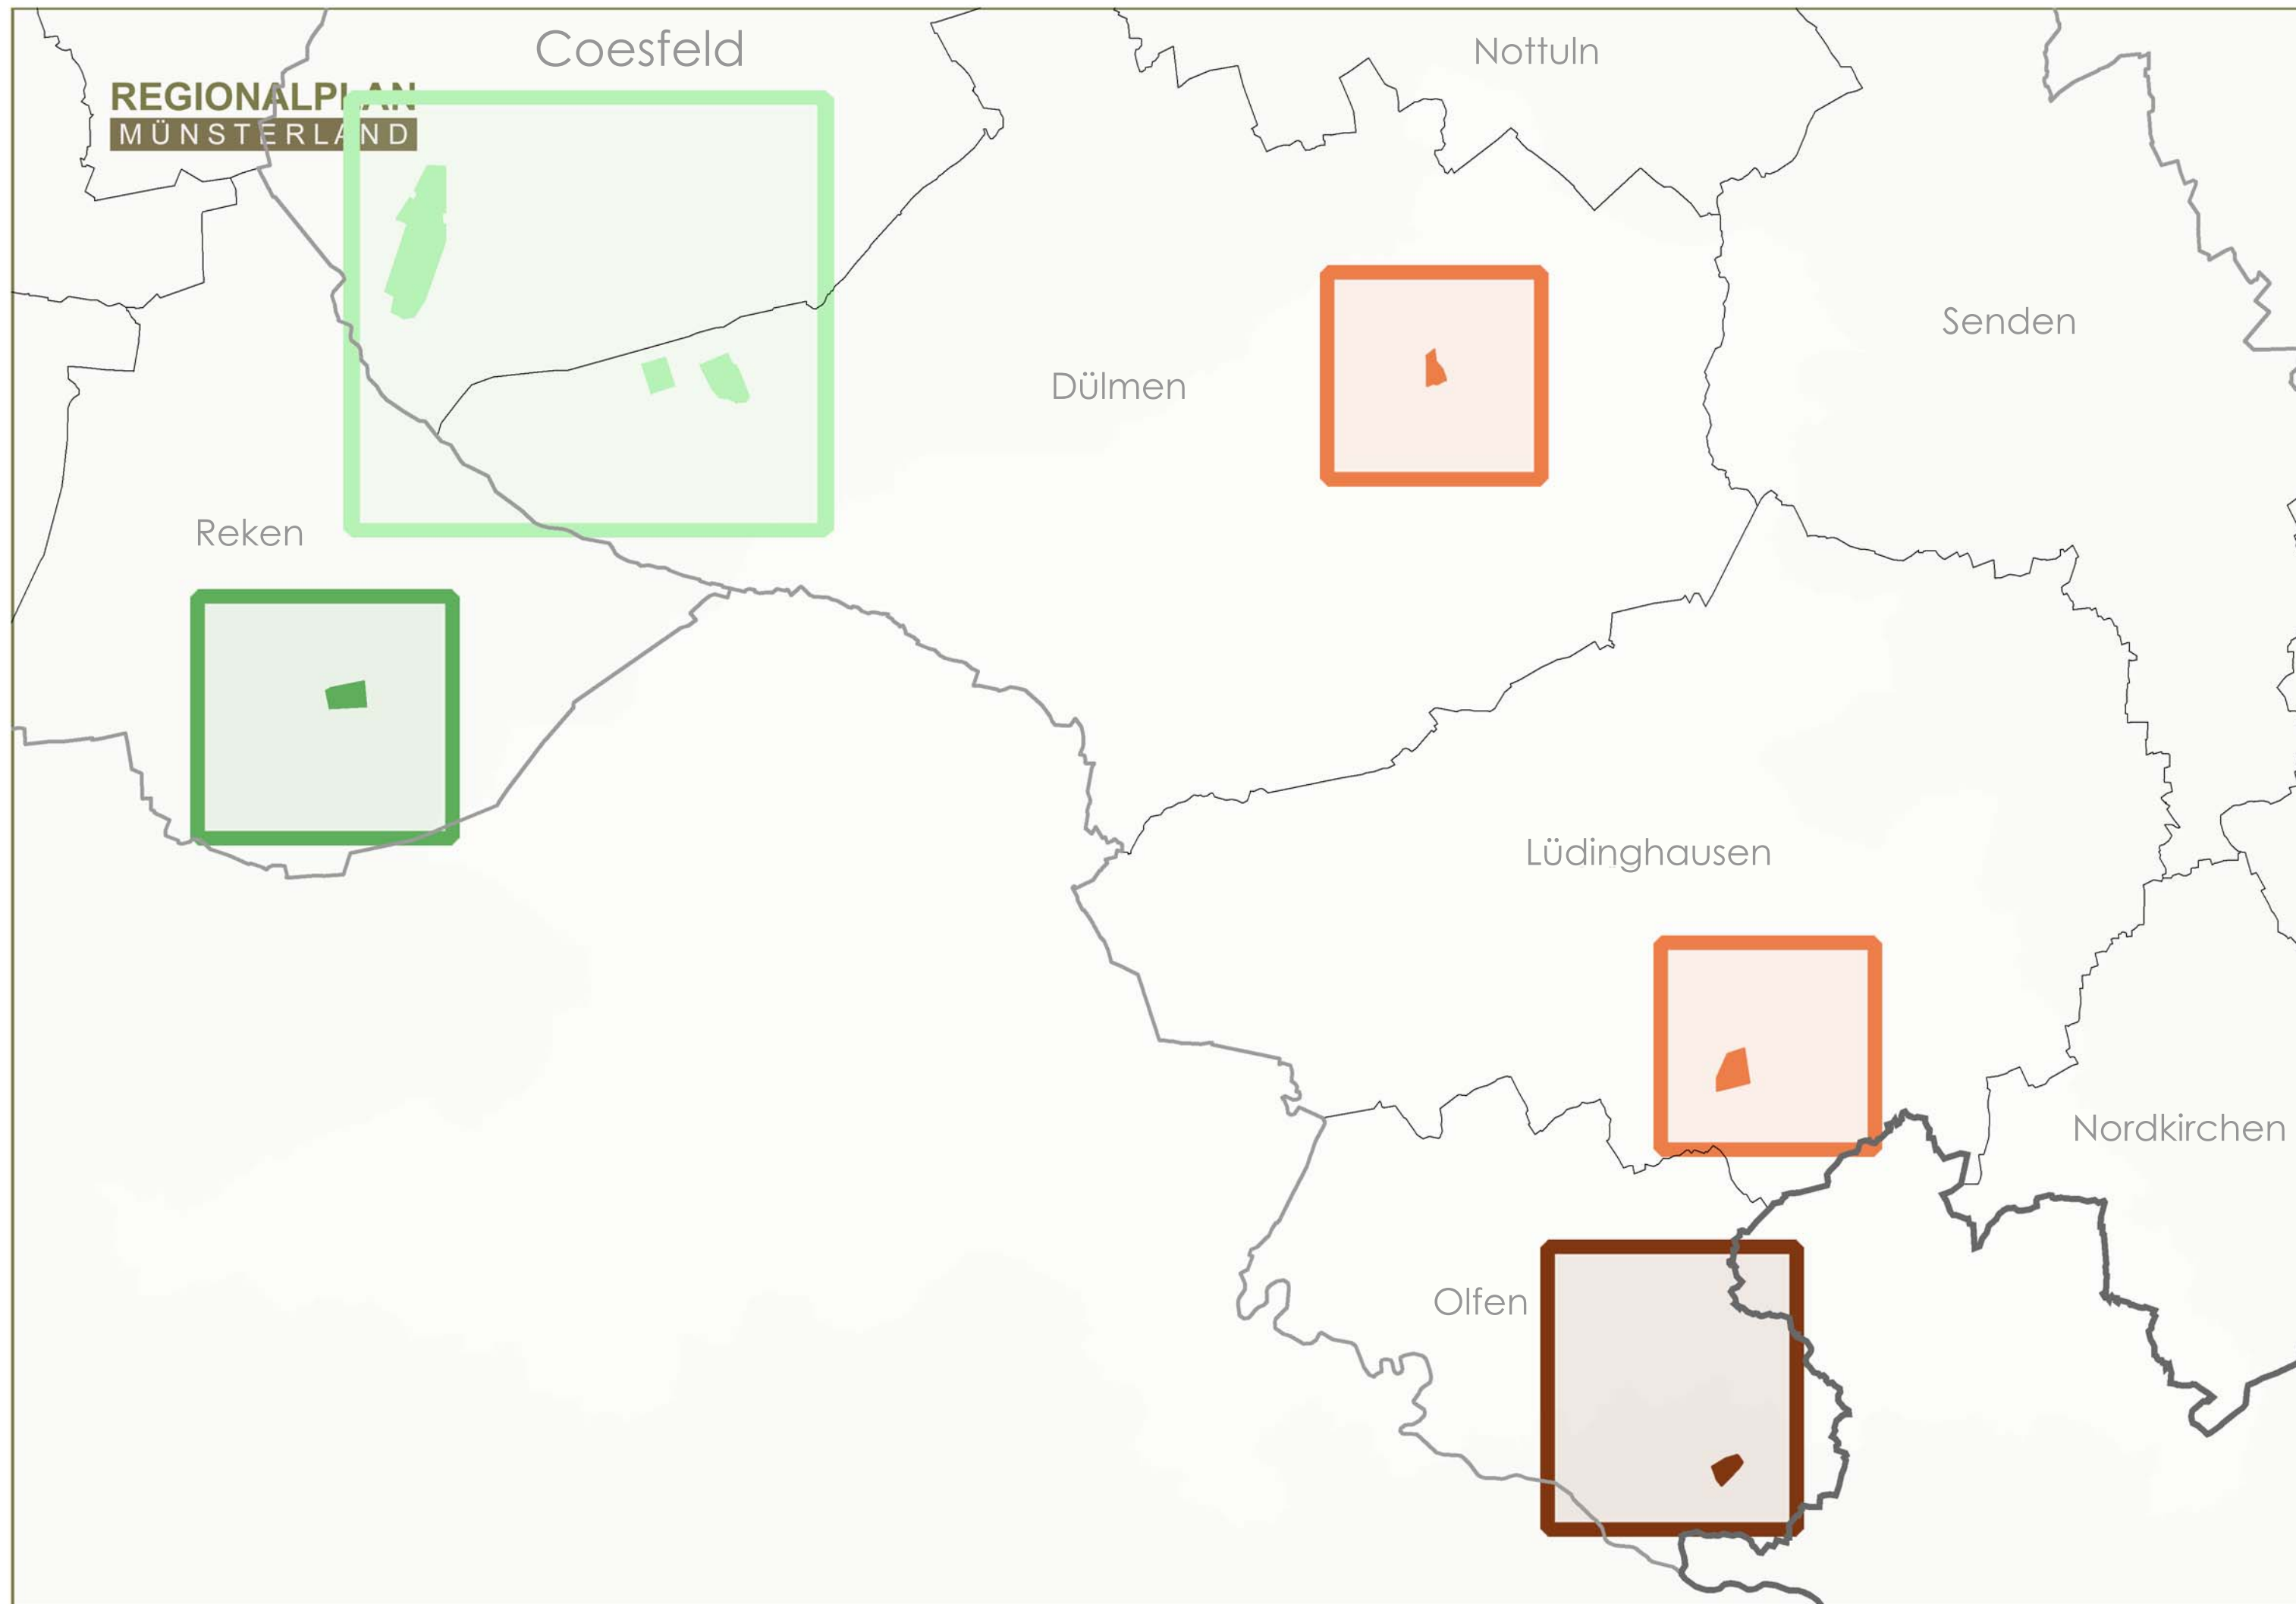 Coesfeld
Nottuln
REGIONALPLAN
MÜNSTERLAND
Senden
Dülmen
Reken
Lüdinghausen
Nordkirchen
Olfen